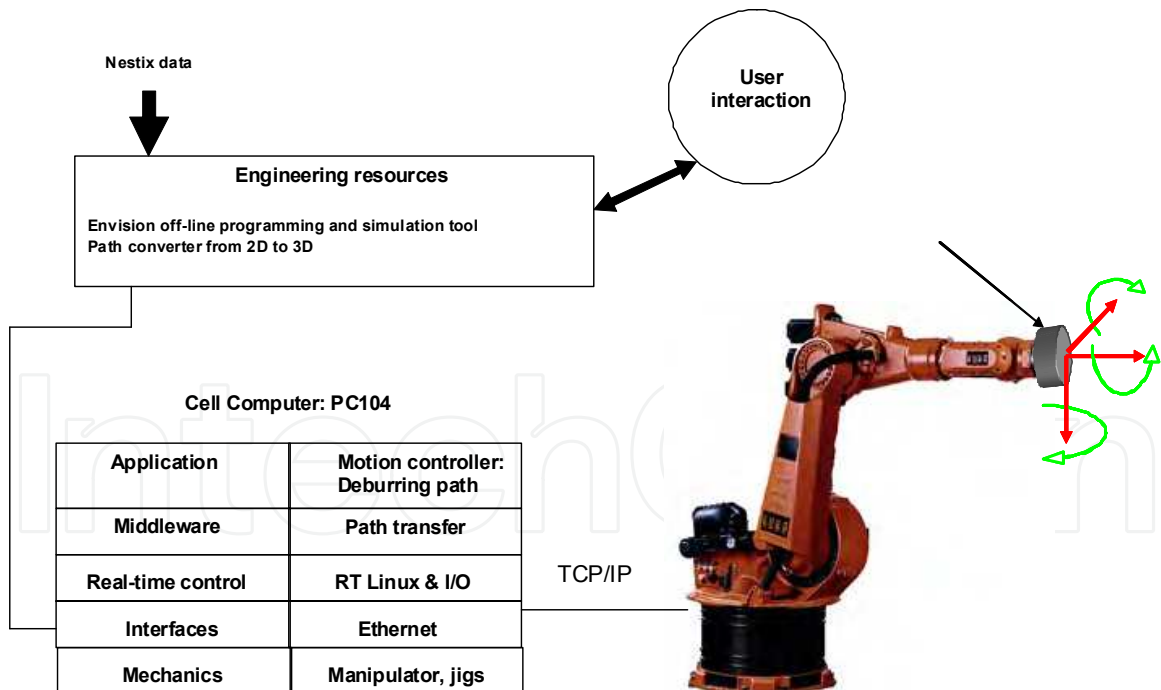 Nestix data
User
interaction
Engineering resources
Envision off-line programming and simulation tool
Path converter from 2D to 3D
Cell Computer: PC104
Application
Motion controller:
Deburring path
Middleware
Path transfer
Real-time control
RT Linux & I/O
TCP/IP
Interfaces
Ethernet
Mechanics
Manipulator, jigs